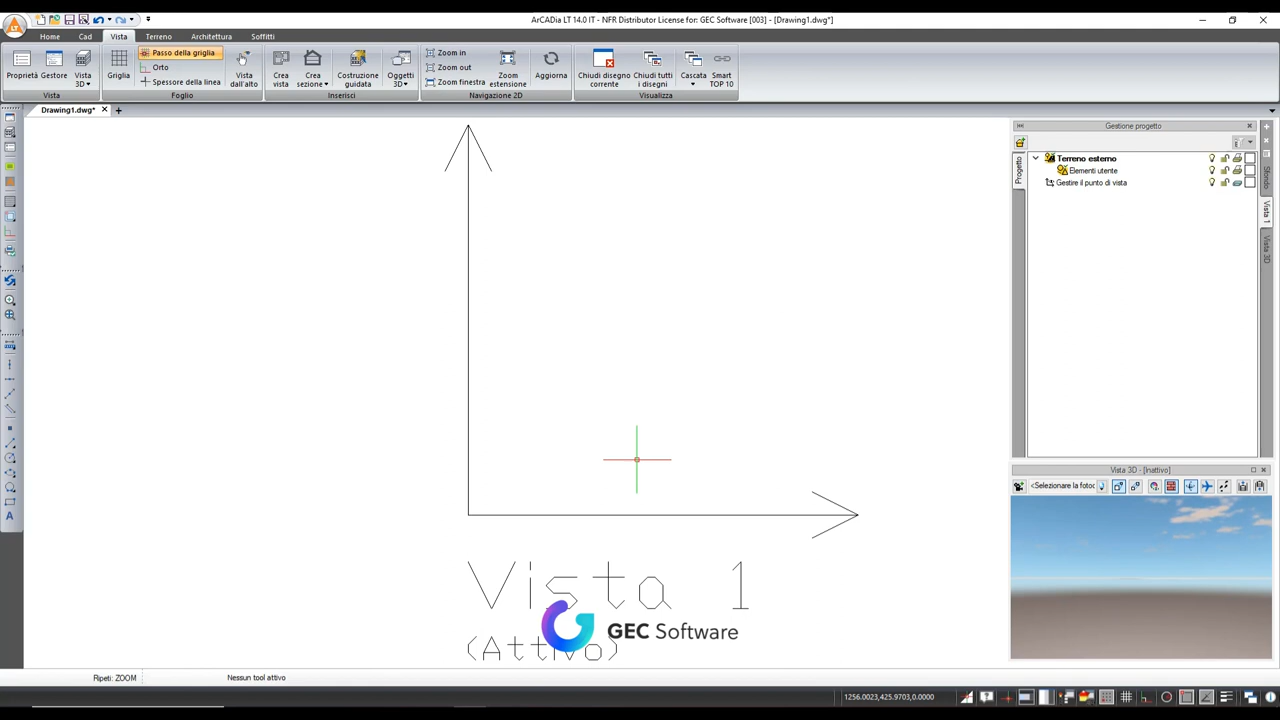 ArCADia LT 14.0 IT - NFR Distributor License for: GEC Software [003] - [Drawing1.dwg*]
Home Cad Vista Terreno Architettura Soffitti
Proprietà Gestore Vista 3D
Vista
Griglia
Passo della griglia
Orto
Spessore della linea
Vista dall'alto
Foglio
Crea vista
Crea sezione
Costruzione guidata
Oggetti 3D
Inserisci
Zoom in
Zoom out
Zoom finestra
Zoom estensione
Aggiorna
Navigazione 2D
Chiudi disegno corrente
Chiudi tutti i disegni
Cascata
Smart TOP 10
Visualizza
Drawing1.dwg*
Gestione progetto
Progetto
Terreno esterno
Elementi utente
Gestire il punto di vista
Sfondo
Vista 1
Vista 3D
Vista 3D - [Inattivo]
<Selezionare la fotoc
Vista 1
(Attivo)
GEC Software
Ripeti: ZOOM
Nessun tool attivo
1256.0023,425.9703,0.0000